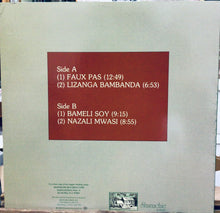 Side A
(1) FAUX PAS (12:49)
(2) LIZANGA BAMBANDA (6:53)
Side B
(1) BAMELI SOY (9:15)
(2) NAZALI MWASI (8:55)
Shanachie